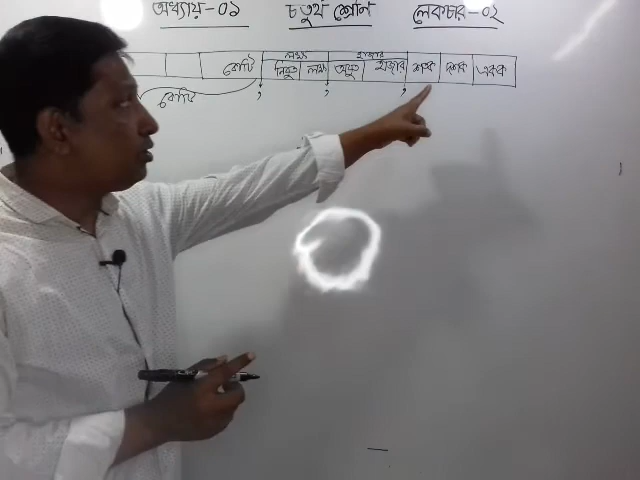 অধ্যায়-০১ চতুর্থ শ্রেণি লেকচার-০২
লক্ষ হাজার
কোটি নিযুত লক্ষ অযুত হাজার শতক দশক একক
কোটি , , ,